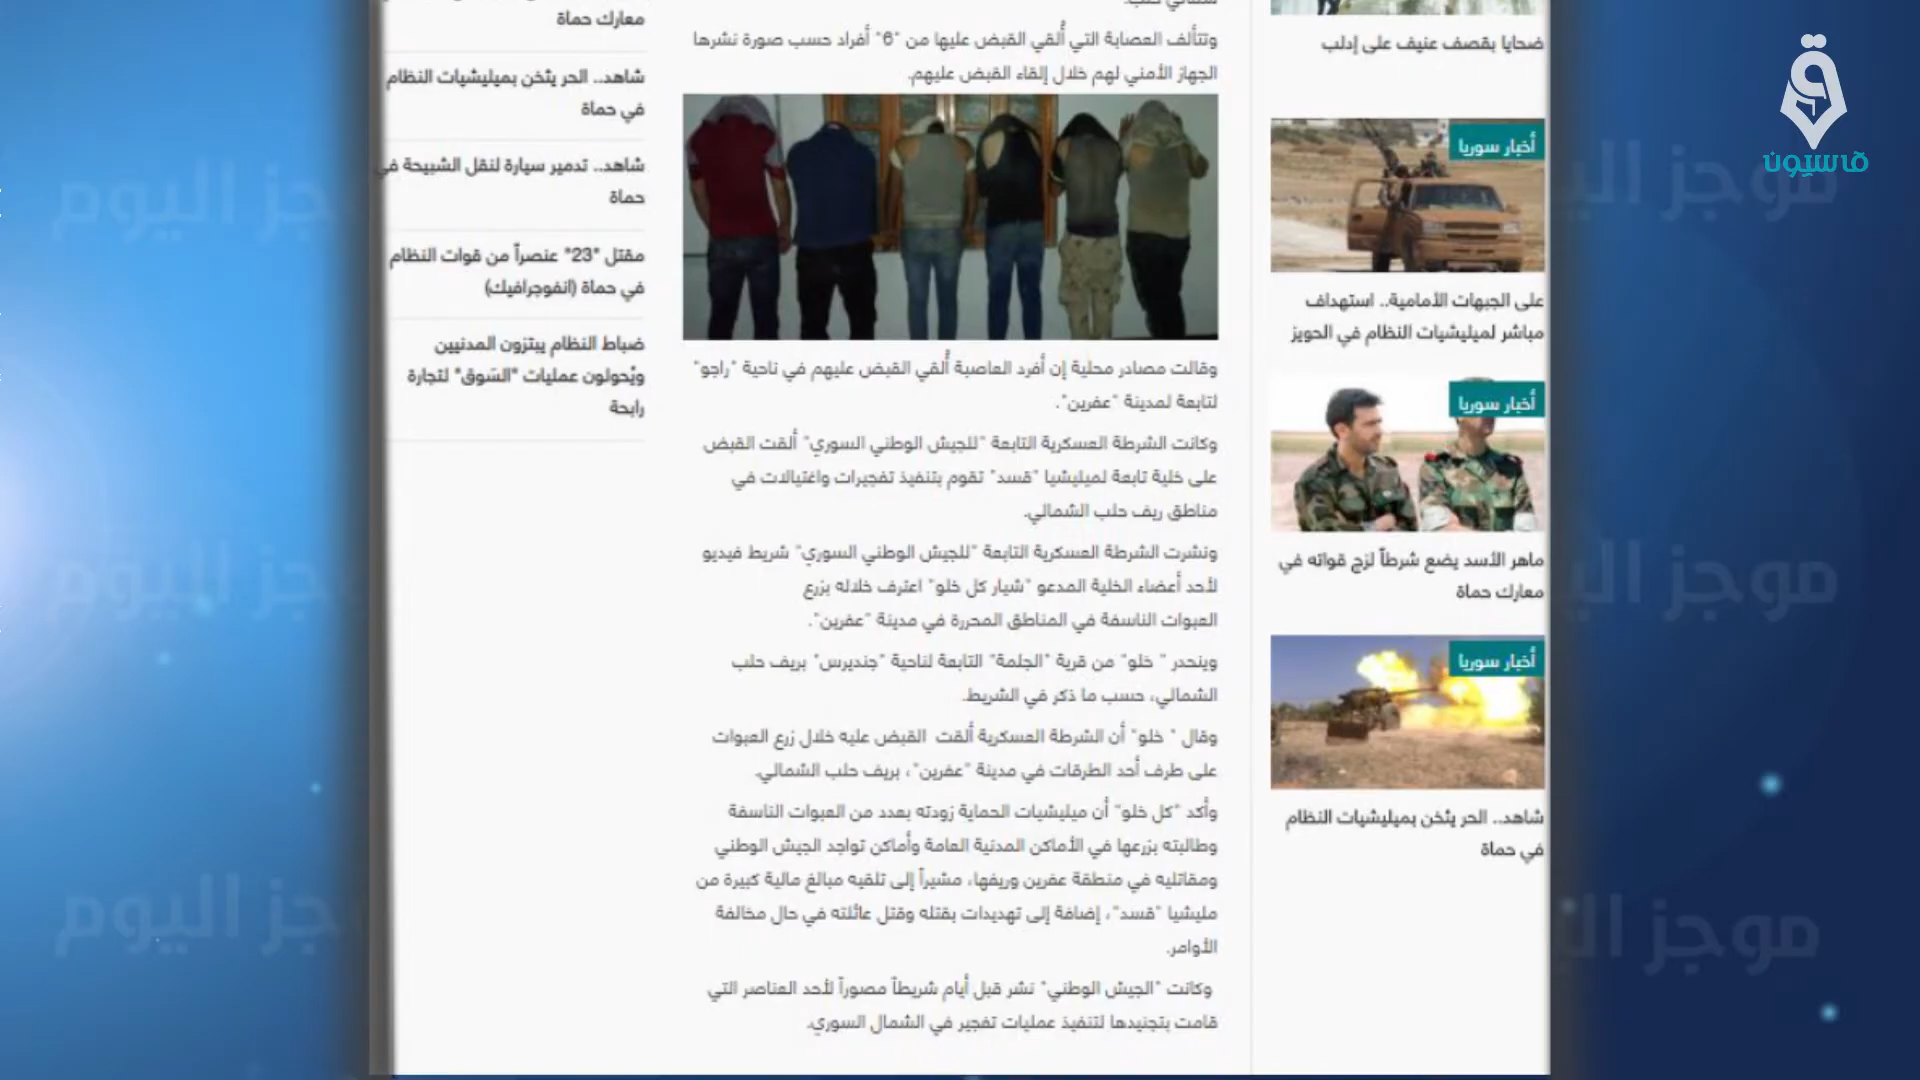 شمالي حلب.
وتتألف العصابة التي أُلقي القبض عليها من "6" أفراد حسب صورة نشرها
الجهاز الأمني لهم خلال إلقاء القبض عليهم.
وقالت مصادر محلية إن أفرد العاصبة أُلقي القبض عليهم في ناحية "راجو"
لتابعة لمدينة "عفرين".
وكانت الشرطة العسكرية التابعة "للجيش الوطني السوري" ألقت القبض
على خلية تابعة لميليشيا "قسد" تقوم بتنفيذ تفجيرات واغتيالات في
مناطق ريف حلب الشمالي.
ونشرت الشرطة العسكرية التابعة "للجيش الوطني السوري" شريط فيديو
لأحد أعضاء الخلية المدعو "شيار كل خلو" اعترف خلاله بزرع
العبوات الناسفة في المناطق المحررة في مدينة "عفرين".
وينحدر " خلو" من قرية "الجلمة" التابعة لناحية "جنديرس" بريف حلب
الشمالي، حسب ما ذكر في الشريط.
وقال " خلو" أن الشرطة العسكرية ألقت القبض عليه خلال زرع العبوات
على طرف أحد الطرقات في مدينة "عفرين"، بريف حلب الشمالي.
وأكد "كل خلو" أن ميليشيات الحماية زودته بعدد من العبوات الناسفة
وطالبته بزرعها في الأماكن المدنية العامة وأماكن تواجد الجيش الوطني
ومقاتليه في منطقة عفرين وريفها، مشيراً إلى تلقيه مبالغ مالية كبيرة من
مليشيا "قسد"، إضافة إلى تهديدات بقتله وقتل عائلته في حال مخالفة
الأوامر.
وكانت "الجيش الوطني" نشر قبل أيام شريطاً مصوراً لأحد العناصر التي
قامت بتجنيدها لتنفيذ عمليات تفجير في الشمال السوري.
ضحايا بقصف عنيف على إدلب
أخبار سوريا
على الجبهات الأمامية.. استهداف
مباشر لميليشيات النظام في الحويز
أخبار سوريا
ماهر الأسد يضع شرطاً لزج قواته في
معارك حماة
أخبار سوريا
شاهد.. الحر يثخن بميليشيات النظام
في حماة
معارك حماة
شاهد.. الحر يثخن بميليشيات النظام
في حماة
شاهد.. تدمير سيارة لنقل الشبيحة في
حماة
مقتل "23" عنصراً من قوات النظام
في حماة (انفوجرافيك)
ضباط النظام يبتزون المدنيين
ويُحولون عمليات "السَوق" لتجارة
رابحة
قاسيون
موجز اليوم
موجز اليوم
موجز اليوم